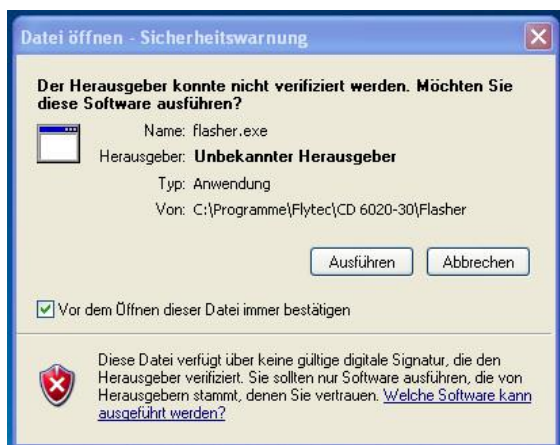 Datei öffnen - Sicherheitswarnung
Der Herausgeber konnte nicht verifiziert werden. Möchten Sie
diese Software ausführen?
Name: flasher.exe
Herausgeber: Unbekannter Herausgeber
Typ: Anwendung
Von: C:\Programme\Flytec\CD 6020-30\Flasher
Ausführen Abbrechen
Vor dem Öffnen dieser Datei immer bestätigen
Diese Datei verfügt über keine gültige digitale Signatur, die den
Herausgeber verifiziert. Sie sollten nur Software ausführen, die von
Herausgebern stammt, denen Sie vertrauen. Welche Software kann
ausgeführt werden?